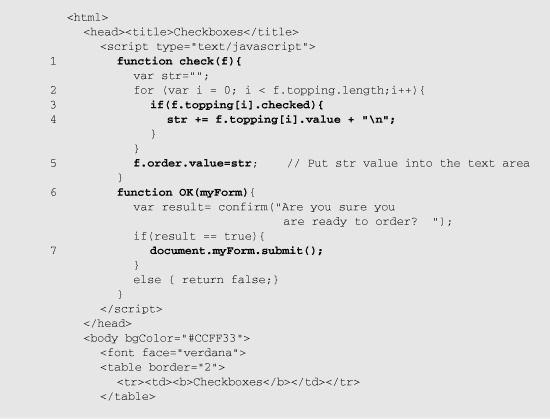 <html>
<head><title>Checkboxes</title>
<script type="text/javascript">
1 function check(f){
var str="";
2 for (var i = 0; i < f.topping.length;i++){
3 if(f.topping[i].checked){
4 str += f.topping[i].value + "\n";
}
}
5 f.order.value=str; // Put str value into the text area
}
6 function OK(myForm){
var result= confirm("Are you sure you
are ready to order? ");
if(result == true){
7 document.myForm.submit();
}
else { return false;}
}
</script>
</head>
<body bgColor="#CCFF33">
<font face="verdana">
<table border="2">
<tr><td><b>Checkboxes</b></td></tr>
</table>